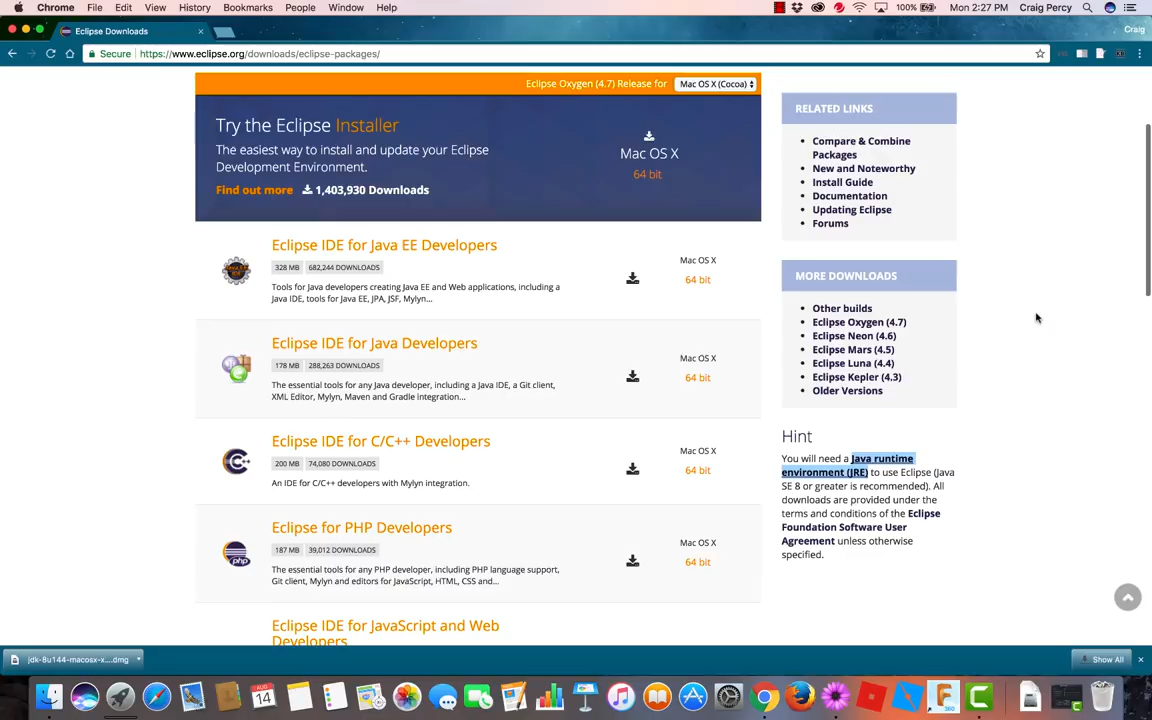 Chrome File Edit View History Bookmarks People Window Help 100% Mon 2:27 PM Craig Percy
Eclipse Downloads Craig
Secure https://www.eclipse.org/downloads/eclipse-packages/
Eclipse Oxygen (4.7) Release for Mac OS X (Cocoa)
Try the Eclipse Installer
The easiest way to install and update your Eclipse
Development Environment.
Find out more 1,403,930 Downloads
Mac OS X
64 bit
Eclipse IDE for Java EE Developers
328 MB 682,244 DOWNLOADS
Tools for Java developers creating Java EE and Web applications, including a
Java IDE, tools for Java EE, JPA, JSF, Mylyn...
Mac OS X
64 bit
Eclipse IDE for Java Developers
178 MB 288,263 DOWNLOADS
The essential tools for any Java developer, including a Java IDE, a Git client,
XML Editor, Mylyn, Maven and Gradle integration...
Mac OS X
64 bit
Eclipse IDE for C/C++ Developers
200 MB 74,080 DOWNLOADS
An IDE for C/C++ developers with Mylyn integration.
Mac OS X
64 bit
Eclipse for PHP Developers
187 MB 39,012 DOWNLOADS
The essential tools for any PHP developer, including PHP language support,
Git client, Mylyn and editors for JavaScript, HTML, CSS and...
Mac OS X
64 bit
Eclipse IDE for JavaScript and Web
Developers
RELATED LINKS
Compare & Combine
Packages
New and Noteworthy
Install Guide
Documentation
Updating Eclipse
Forums
MORE DOWNLOADS
Other builds
Eclipse Oxygen (4.7)
Eclipse Neon (4.6)
Eclipse Mars (4.5)
Eclipse Luna (4.4)
Eclipse Kepler (4.3)
Older Versions
Hint
You will need a Java runtime
environment (JRE) to use Eclipse (Java
SE 8 or greater is recommended). All
downloads are provided under the
terms and conditions of the Eclipse
Foundation Software User
Agreement unless otherwise
specified.
jdk-8u144-macosx-x....dmg Show All
AUG
14
360